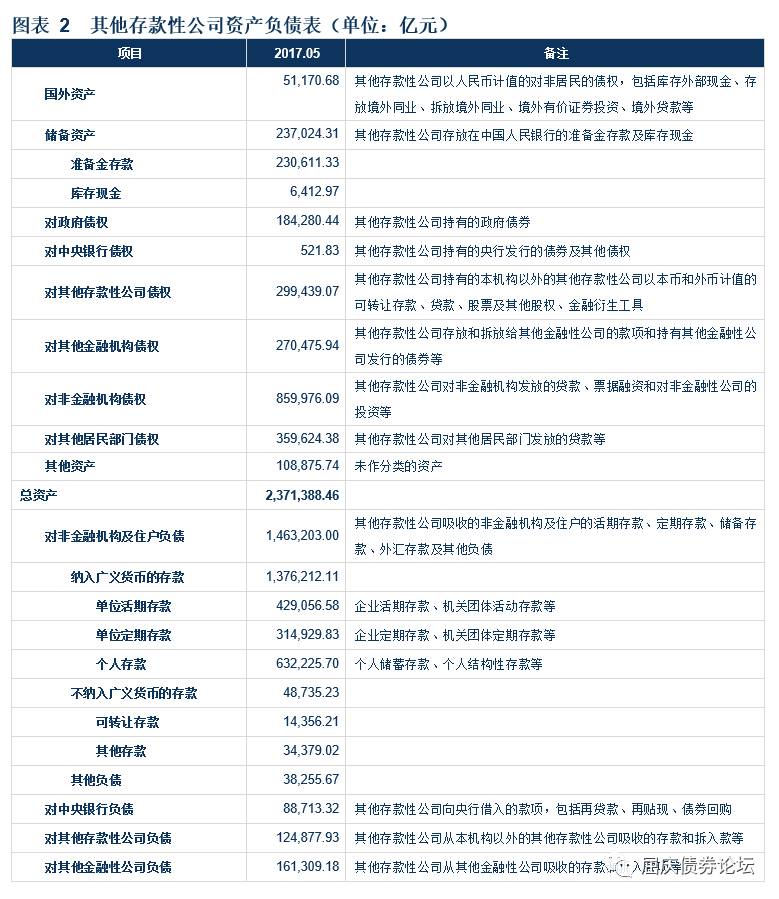 图表 2 其他存款性公司资产负债表（单位：亿元）
项目 2017.05 备注
国外资产 51,170.68 其他存款性公司以人民币计值的对非居民的债权，包括库存外部现金、存
放境外同业、拆放境外同业、境外有价证券投资、境外贷款等
储备资产 237,024.31 其他存款性公司存放在中国人民银行的准备金存款及库存现金
准备金存款 230,611.33
库存现金 6,412.97
对政府债权 184,280.44 其他存款性公司持有的政府债券
对中央银行债权 521.83 其他存款性公司持有的央行发行的债券及其他债权
对其他存款性公司债权 299,439.07 其他存款性公司持有的本机构以外的其他存款性公司以本币和外币计值的
可转让存款、贷款、股票及其他股权、金融衍生工具
对其他金融机构债权 270,475.94 其他存款性公司存放和拆放给其他金融性公司的款项和持有其他金融性公
司发行的债券等
对非金融机构债权 859,976.09 其他存款性公司对非金融机构发放的贷款、票据融资和对非金融性公司的
投资等
对其他居民部门债权 359,624.38 其他存款性公司对其他居民部门发放的贷款等
其他资产 108,875.74 未作分类的资产
总资产 2,371,388.46
对非金融机构及住户负债 1,463,203.00 其他存款性公司吸收的非金融机构及住户的活期存款、定期存款、储备存
款、外汇存款及其他负债
纳入广义货币的存款 1,376,212.11
单位活期存款 429,056.58 企业活期存款、机关团体活动存款等
单位定期存款 314,929.83 企业定期存款、机关团体定期存款等
个人存款 632,225.70 个人储蓄存款、个人结构性存款等
不纳入广义货币的存款 48,735.23
可转让存款 14,356.21
其他存款 34,379.02
其他负债 38,255.67
对中央银行负债 88,713.32 其他存款性公司向央行借入的款项，包括再贷款、再贴现、债券回购
对其他存款性公司负债 124,877.93 其他存款性公司从本机构以外的其他存款性公司吸收的存款和拆入款等
对其他金融性公司负债 161,309.18 其他存款性公司从其他金融性公司吸收的存款 入
屈庆债券论坛